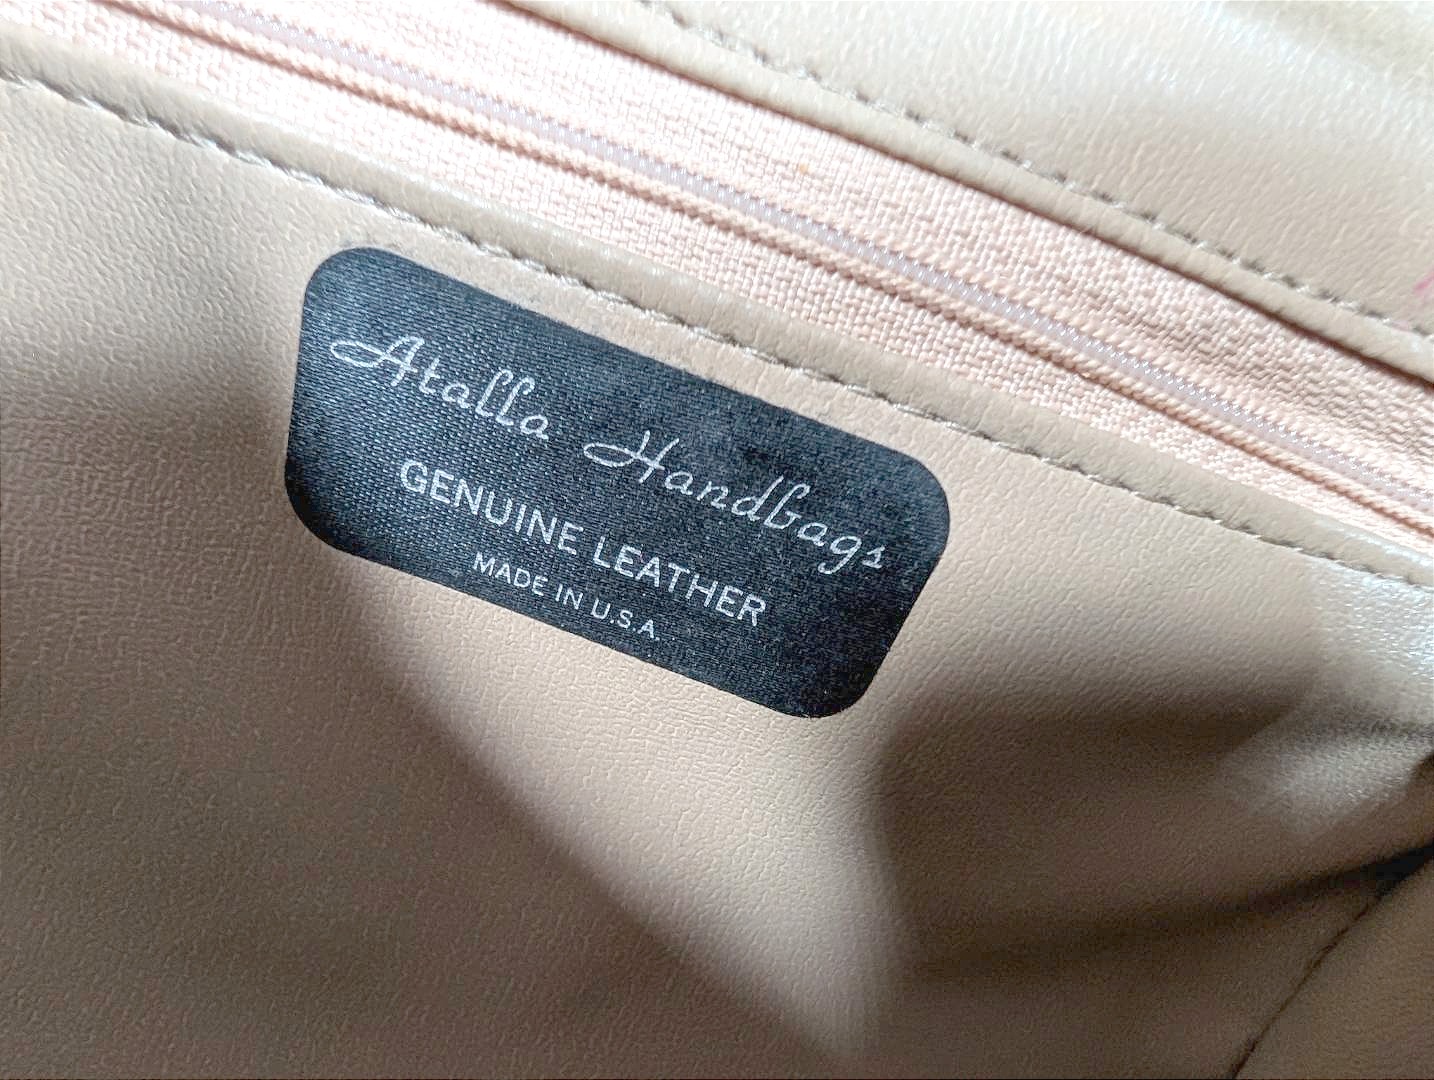 Atalla Handbags
GENUINE LEATHER
MADE IN U.S.A.